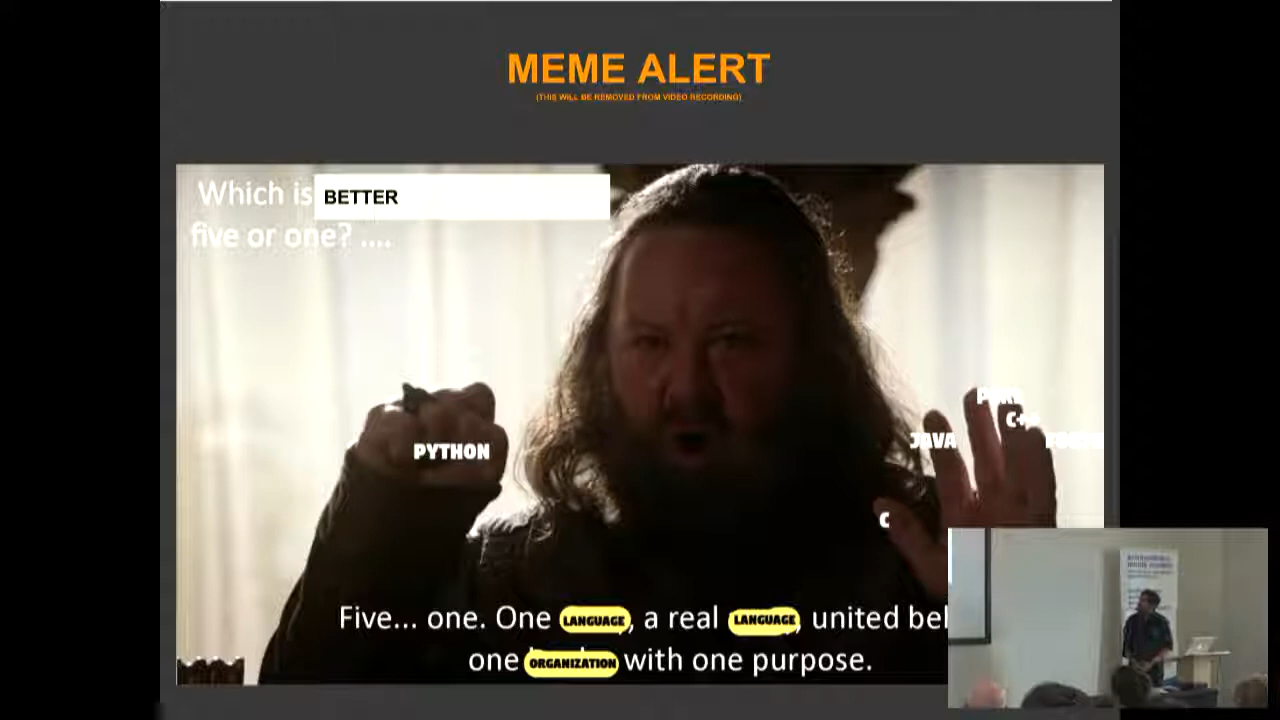 MEME ALERT
(THIS WILL BE REMOVED FROM VIDEO RECORDING)
Which is BETTER
five or one? ....
PYTHON
JAVA
C
Five... one. One LANGUAGE, a real LANGUAGE, united
one ORGANIZATION with one purpose.